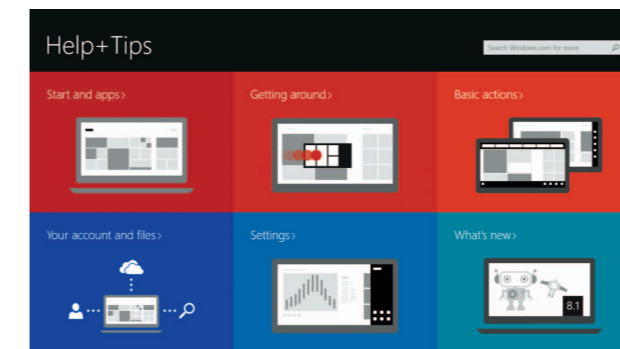 Help+Tips
Search Windows.com for more
Start and apps>
Getting around>
Basic actions>
Your account and files>
Settings>
What's new>
8.1